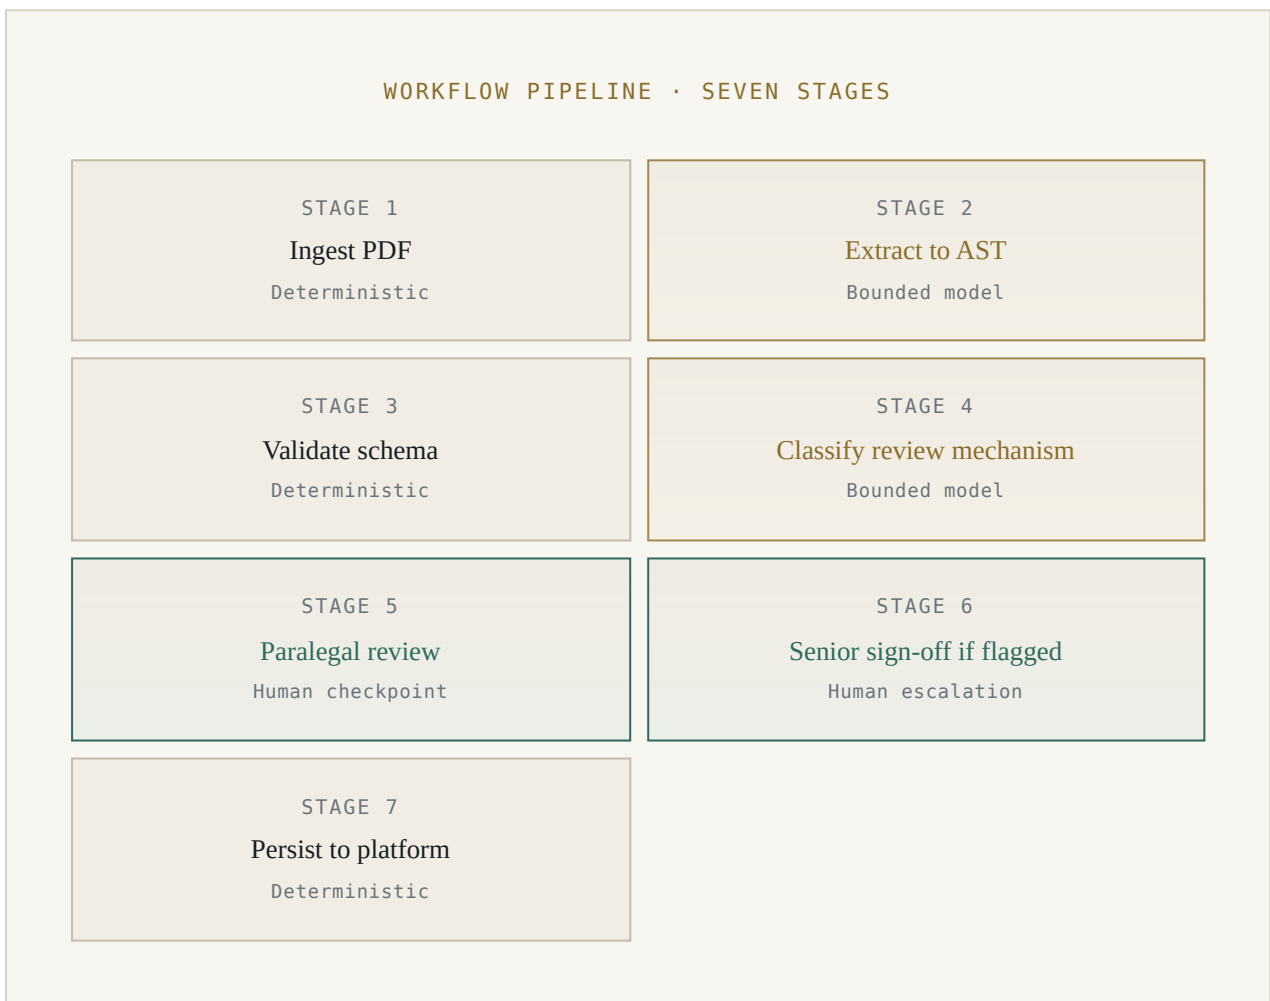 WORKFLOW PIPELINE · SEVEN STAGES
STAGE 1
Ingest PDF
Deterministic
STAGE 2
Extract to AST
Bounded model
STAGE 3
Validate schema
Deterministic
STAGE 4
Classify review mechanism
Bounded model
STAGE 5
Paralegal review
Human checkpoint
STAGE 6
Senior sign-off if flagged
Human escalation
STAGE 7
Persist to platform
Deterministic